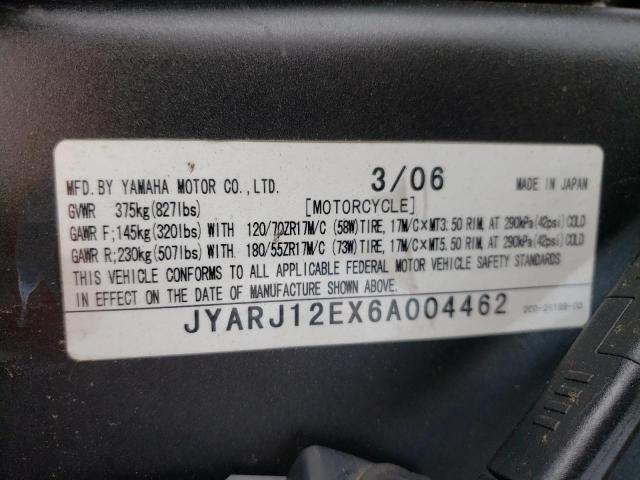 MFD. BY YAMAHA MOTOR CO., LTD. 3/06 MADE IN JAPAN
GVWR 375kg(827lbs) [MOTORCYCLE]
GAWR F;145kg(320lbs)WITH 120/70ZR17M/C (58W)TIRE, 17M/C×MT3.50 RIM, AT 290kPa(42psi)COLD
GAWR R;230kg(507lbs)WITH 180/55ZR17M/C (73W)TIRE, 17M/C×MT5.50 RIM, AT 290kPa(42psi)COLD
THIS VEHICLE CONFORMS TO ALL APPLICABLE FEDERAL MOTOR VEHICLE SAFETY STANDARDS
IN EFFECT ON THE DATE OF MANUFACTURE SHOWN ABOVE.
JYARJ12EX6A004462